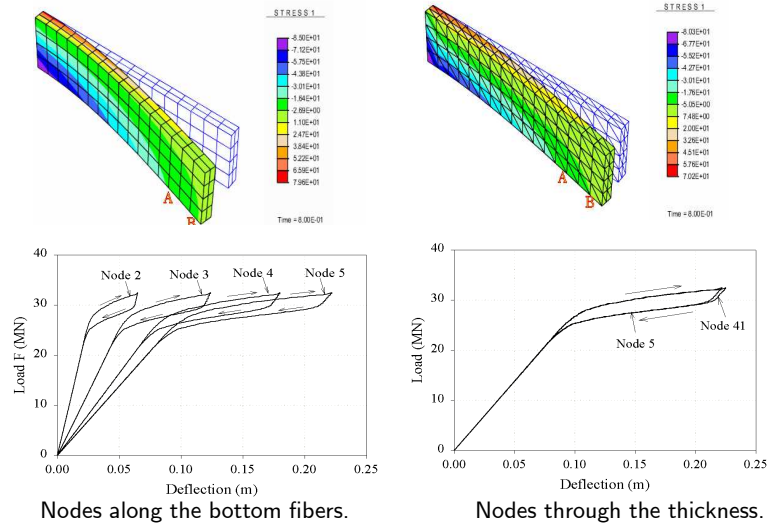 STRESS 1
-8.50E+01
-7.12E+01
-5.75E+01
-4.38E+01
-3.01E+01
-1.64E+01
-2.69E+00
1.10E+01
2.47E+01
3.84E+01
5.22E+01
6.59E+01
7.96E+01
Time = 8.00E-01
A
B
STRESS 1
-8.03E+01
-6.77E+01
-5.52E+01
-4.27E+01
-3.01E+01
-1.76E+01
-5.05E+00
7.48E+00
2.00E+01
3.26E+01
4.51E+01
5.76E+01
7.02E+01
Time = 8.00E-01
A
B
40
30
20
10
0
Load F (MN)
Node 2
Node 3
Node 4
Node 5
0.00
0.05
0.10
0.15
0.20
0.25
Deflection (m)
Nodes along the bottom fibers.
40
30
20
10
0
Load (MN)
Node 41
Node 5
0.00
0.05
0.10
0.15
0.20
0.25
Deflection (m)
Nodes through the thickness.